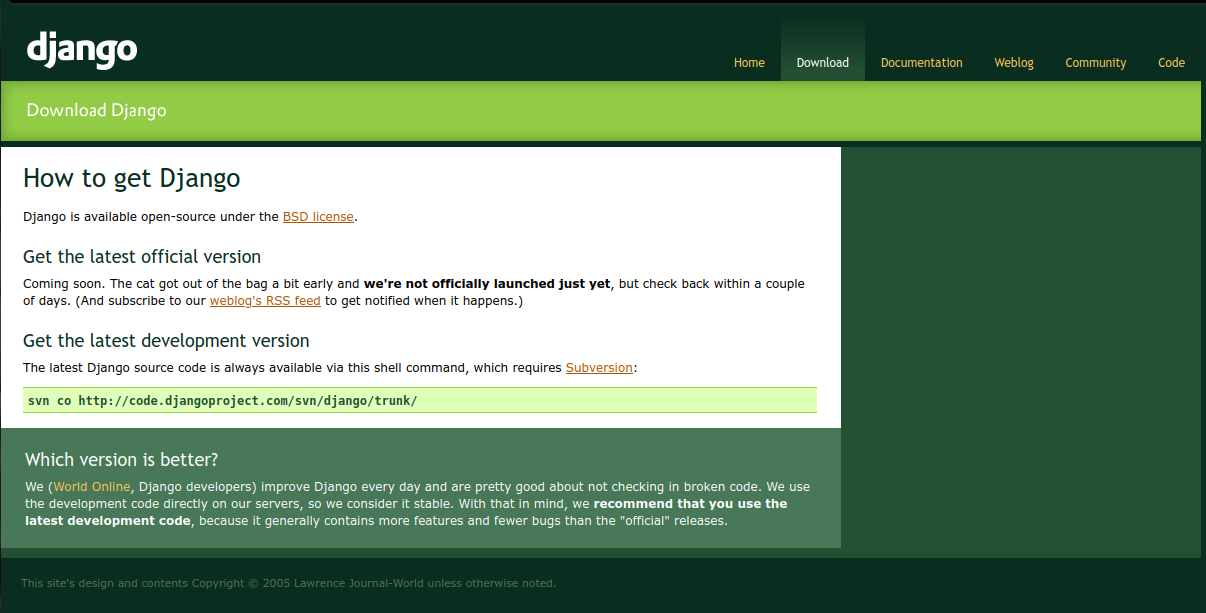 django
Home Download Documentation Weblog Community Code
Download Django
How to get Django
Django is available open-source under the BSD license.
Get the latest official version
Coming soon. The cat got out of the bag a bit early and we're not officially launched just yet, but check back within a couple
of days. (And subscribe to our weblog's RSS feed to get notified when it happens.)
Get the latest development version
The latest Django source code is always available via this shell command, which requires Subversion:
svn co http://code.djangoproject.com/svn/django/trunk/
Which version is better?
We (World Online, Django developers) improve Django every day and are pretty good about not checking in broken code. We use
the development code directly on our servers, so we consider it stable. With that in mind, we recommend that you use the
latest development code, because it generally contains more features and fewer bugs than the "official" releases.
This site's design and contents Copyright © 2005 Lawrence Journal-World unless otherwise noted.